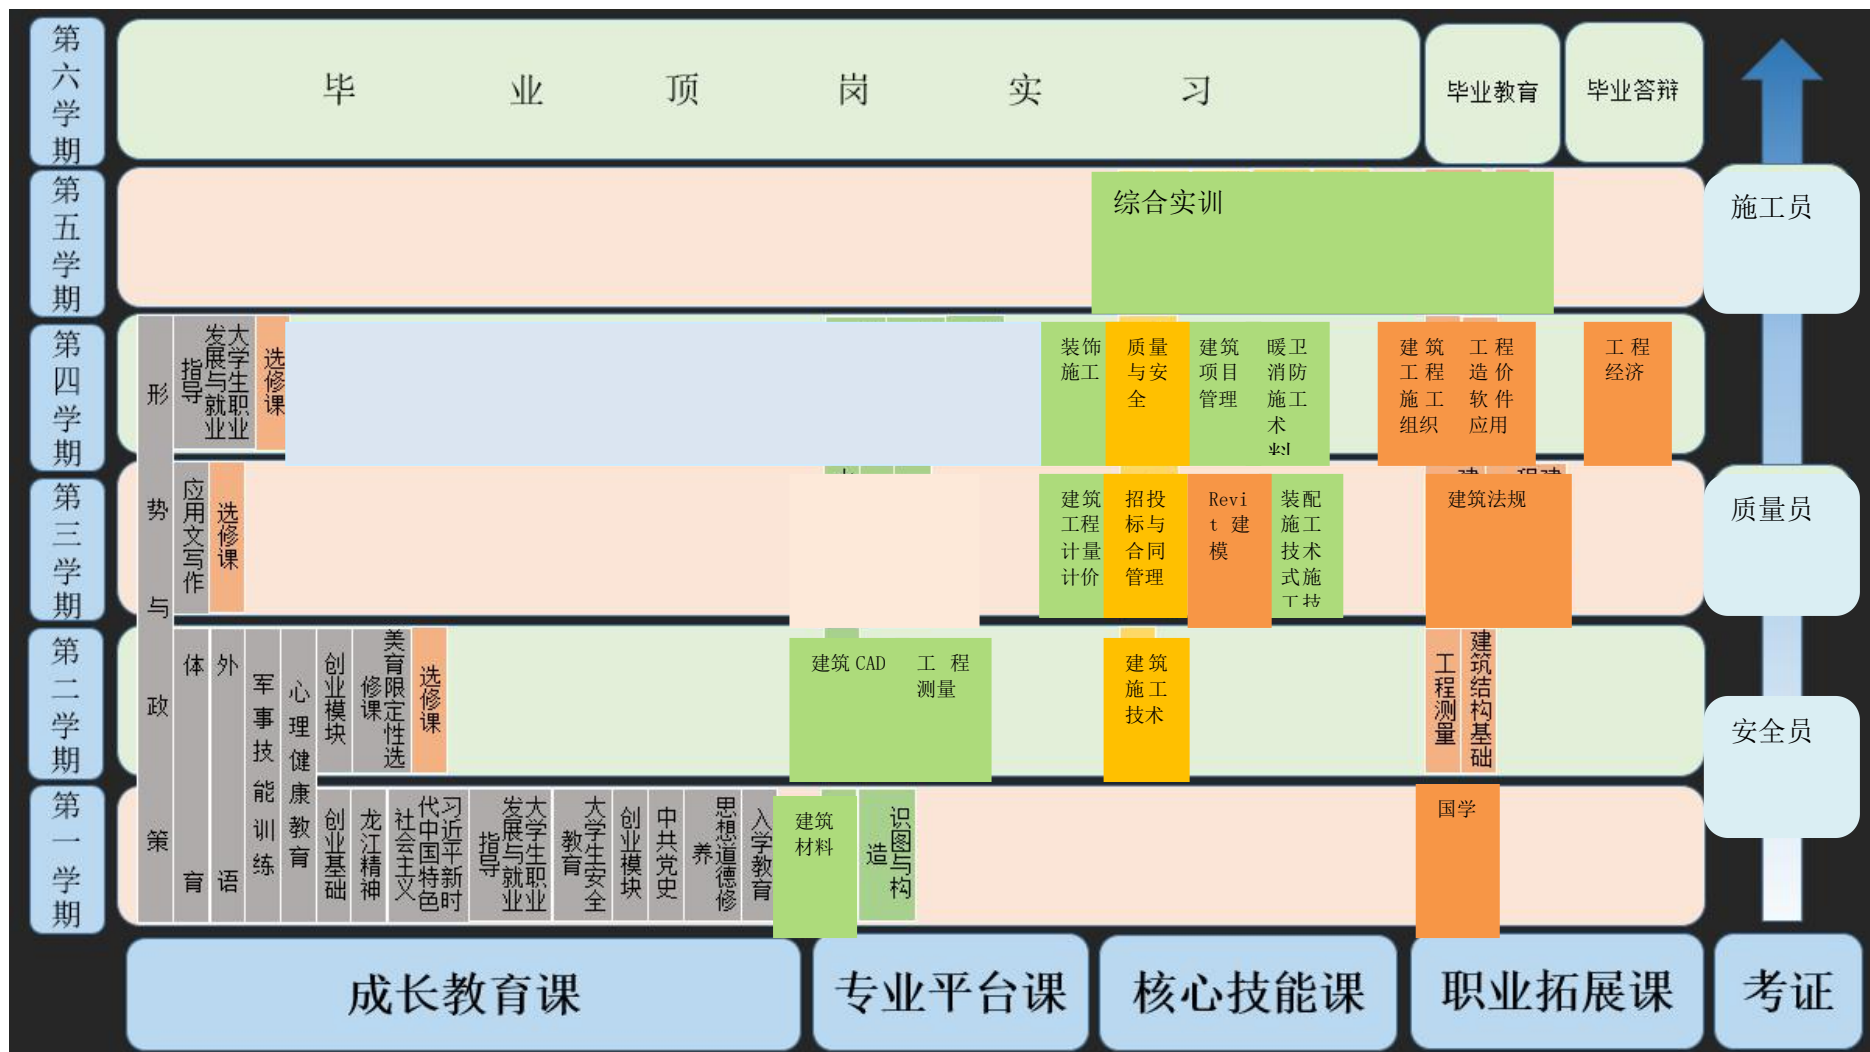 第六学期
毕业顶岗实习
毕业教育
毕业答辩
第五学期
综合实训
施工员
第四学期
形势与政策
大学生职业
发展与就业
指导
选修课
装饰
施工
质量
与安
全
建筑
项目
管理
暖卫
消防
施工
术
建筑
工程
施工
组织
工程
造价
软件
应用
工程
经济
第三学期
应用文写作
选修课
建筑
工程
计量
计价
招投
标与
合同
管理
Revi
t 建
模
装配
施工
技术
式施
工技
建筑法规
质量员
第二学期
体育
外语
军事技能训练
心理健康教育
创业模块
美育限定性选
修课
选修课
建筑 CAD
工程
测量
建筑
施工
技术
工程测量
建筑结构基础
安全员
第一学期
创业基础
龙江精神
习近平新时
代中国特色
社会主义
大学生职业
发展与就业
指导
大学生安全
教育
创业模块
中共党史
思想道德修
养
入学教育
建筑
材料
识图与构
造
国学
成长教育课
专业平台课
核心技能课
职业拓展课
考证